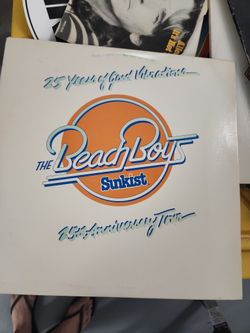 25 Years of Good Vibrations
THE Beach Boys
Sunkist
25th Anniversary Tour